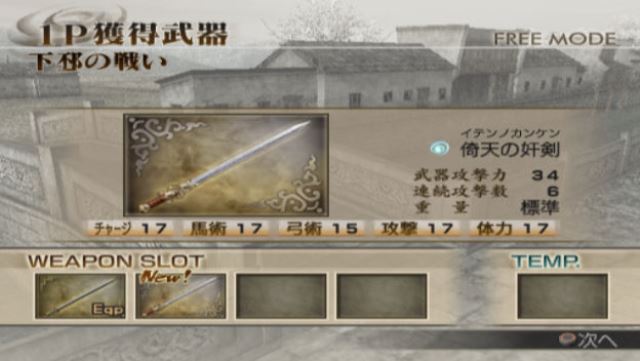 1P獲得武器
FREE MODE
下邳の戦い
イテンノカンケン
倚天の奸剣
武器攻撃力 34
連続攻撃数 6
重量 標準
チャージ 17 馬術 17 弓術 15 攻撃 17 体力 17
WEAPON SLOT
TEMP.
New!
Eqp
次へ